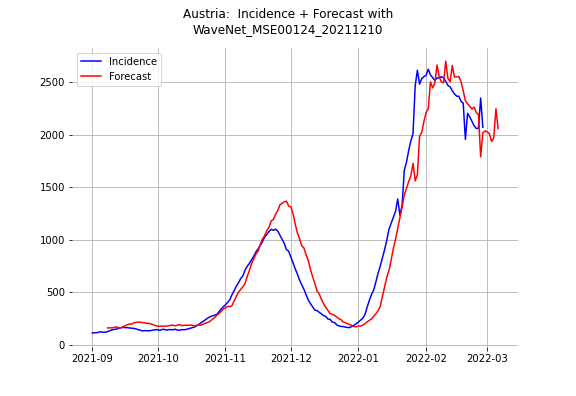 Austria:  Incidence + Forecast with
WaveNet_MSE00124_20211210
Incidence
Forecast
2500
2000
1500
1000
500
0
2021-09 2021-10 2021-11 2021-12 2022-01 2022-02 2022-03